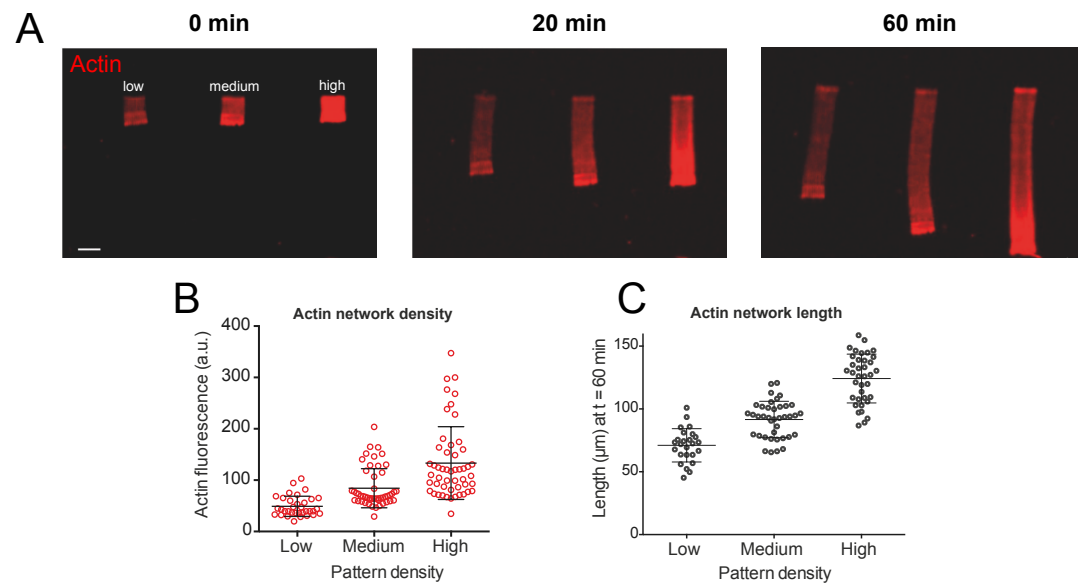 A
0 min
20 min
60 min
Actin
low
medium
high
B
Actin network density
Actin fluorescence (a.u.)
400
300
200
100
0
Low
Medium
High
Pattern density
C
Actin network length
Length (μm) at t = 60 min
150
100
50
0
Low
Medium
High
Pattern density